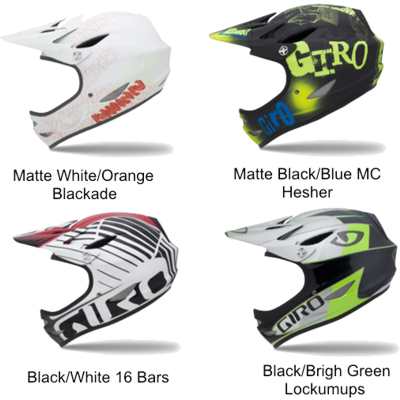 GIRO
GIRO
Matte White/Orange
Blackade
Matte Black/Blue MC
Hesher
GIRO
GIRO
Black/White 16 Bars
Black/Brigh Green
Lockumups